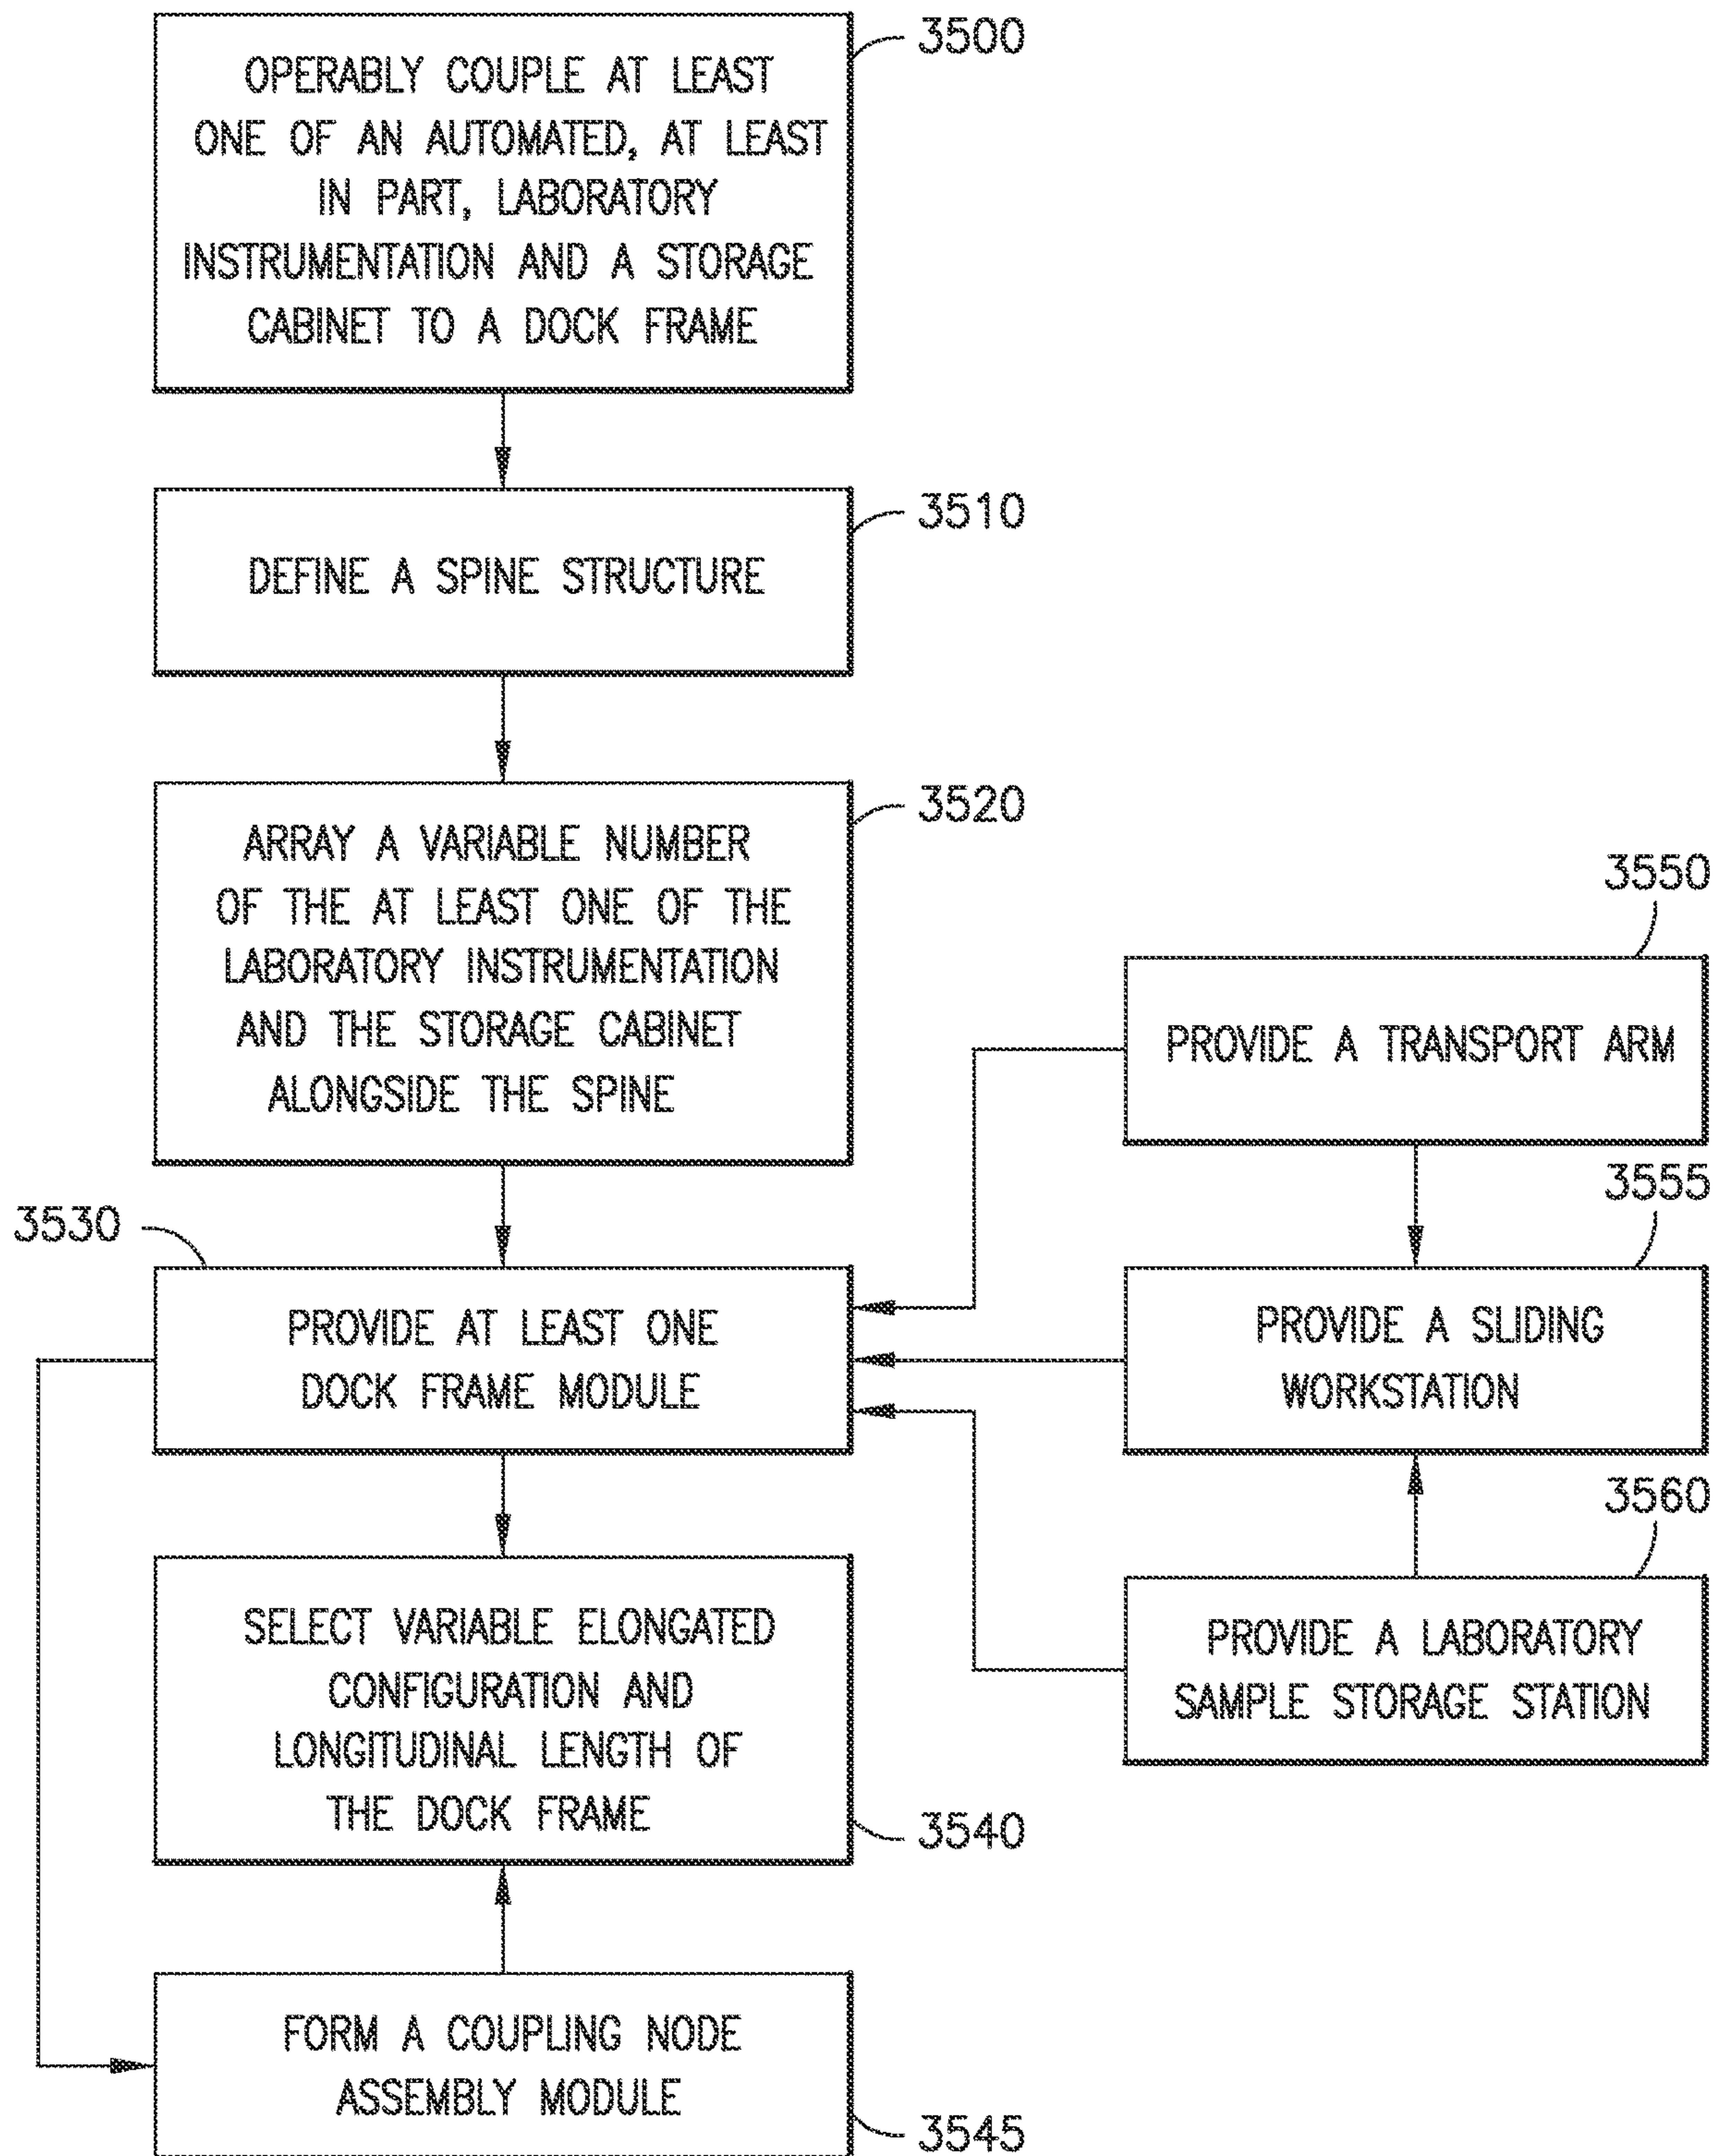 3500
OPERABLY COUPLE AT LEAST
ONE OF AN AUTOMATED, AT LEAST
IN PART, LABORATORY
INSTRUMENTATION AND A STORAGE
CABINET TO A DOCK FRAME
3510
DEFINE A SPINE STRUCTURE
3520
ARRAY A VARIABLE NUMBER
OF THE AT LEAST ONE OF THE
LABORATORY INSTRUMENTATION
AND THE STORAGE CABINET
ALONGSIDE THE SPINE
3530
PROVIDE AT LEAST ONE
DOCK FRAME MODULE
SELECT VARIABLE ELONGATED
CONFIGURATION AND
LONGITUDINAL LENGTH OF
THE DOCK FRAME
3540
FORM A COUPLING NODE
ASSEMBLY MODULE
3545
3550
PROVIDE A TRANSPORT ARM
3555
PROVIDE A SLIDING
WORKSTATION
3560
PROVIDE A LABORATORY
SAMPLE STORAGE STATION